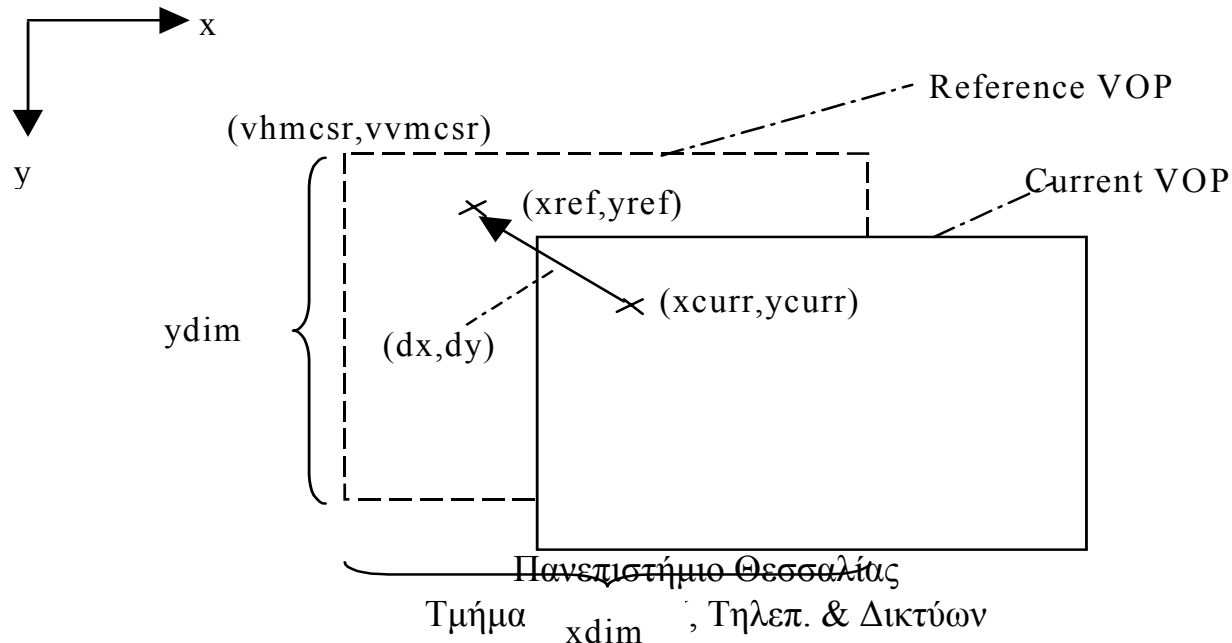 x
y
Reference VOP
(vhmcsr,vvmcsr)
Current VOP
(xref,yref)
(xcurr,ycurr)
ydim
(dx,dy)
Πανεπιστήμιο Θεσσαλίας
Τμήμα , Τηλεπ. & Δικτύων
xdim